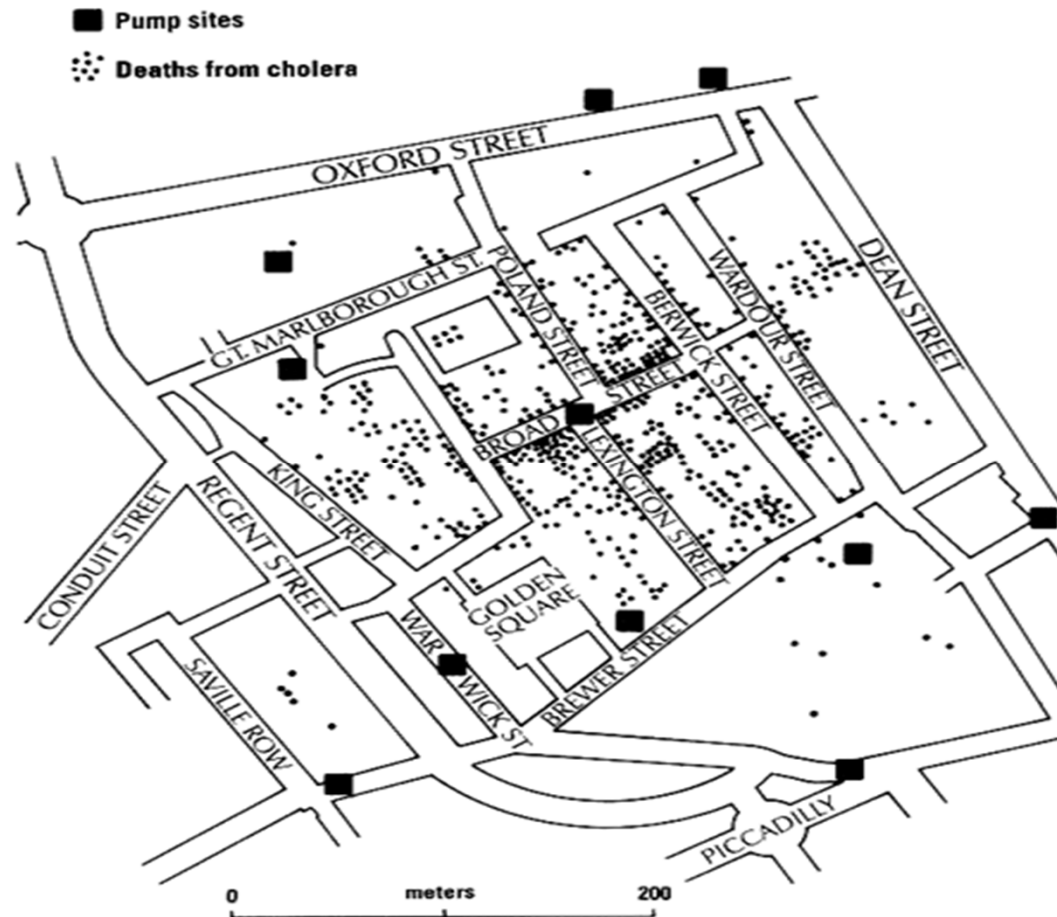 Pump sites
Deaths from cholera
OXFORD STREET
GT. MARLBOROUGH ST.
POLAND STREET
BERWICK STREET
WARDOUR STREET
DEAN STREET
BROAD STREET
LEXINGTON STREET
KING STREET
REGENT STREET
CONDUIT STREET
GOLDEN
SQUARE
WARWICK ST
BREWER STREET
SAVILLE ROW
PICCADILLY
0 meters 200